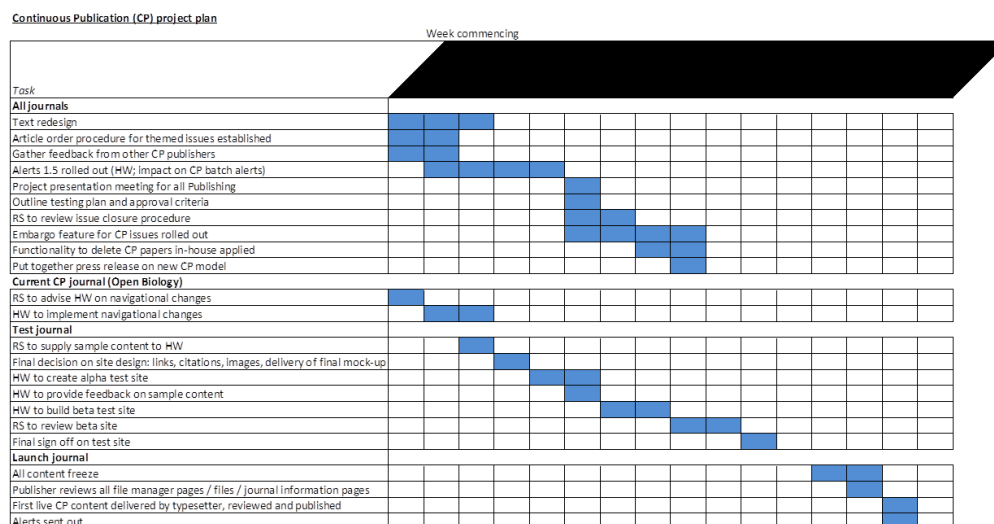 Continuous Publication (CP) project plan
Week commencing
Task
All journals
Text redesign
Article order procedure for themed issues established
Gather feedback from other CP publishers
Alerts 1.5 rolled out (HW; impact on CP batch alerts)
Project presentation meeting for all Publishing
Outline testing plan and approval criteria
RS to review issue closure procedure
Embargo feature for CP issues rolled out
Functionality to delete CP papers in-house applied
Put together press release on new CP model
Current CP journal (Open Biology)
RS to advise HW on navigational changes
HW to implement navigational changes
Test journal
RS to supply sample content to HW
Final decision on site design: links, citations, images, delivery of final mock-up
HW to create alpha test site
HW to provide feedback on sample content
HW to build beta test site
RS to review beta site
Final sign off on test site
Launch journal
All content freeze
Publisher reviews all file manager pages / files / journal information pages
First live CP content delivered by typesetter, reviewed and published
Alerts sent out